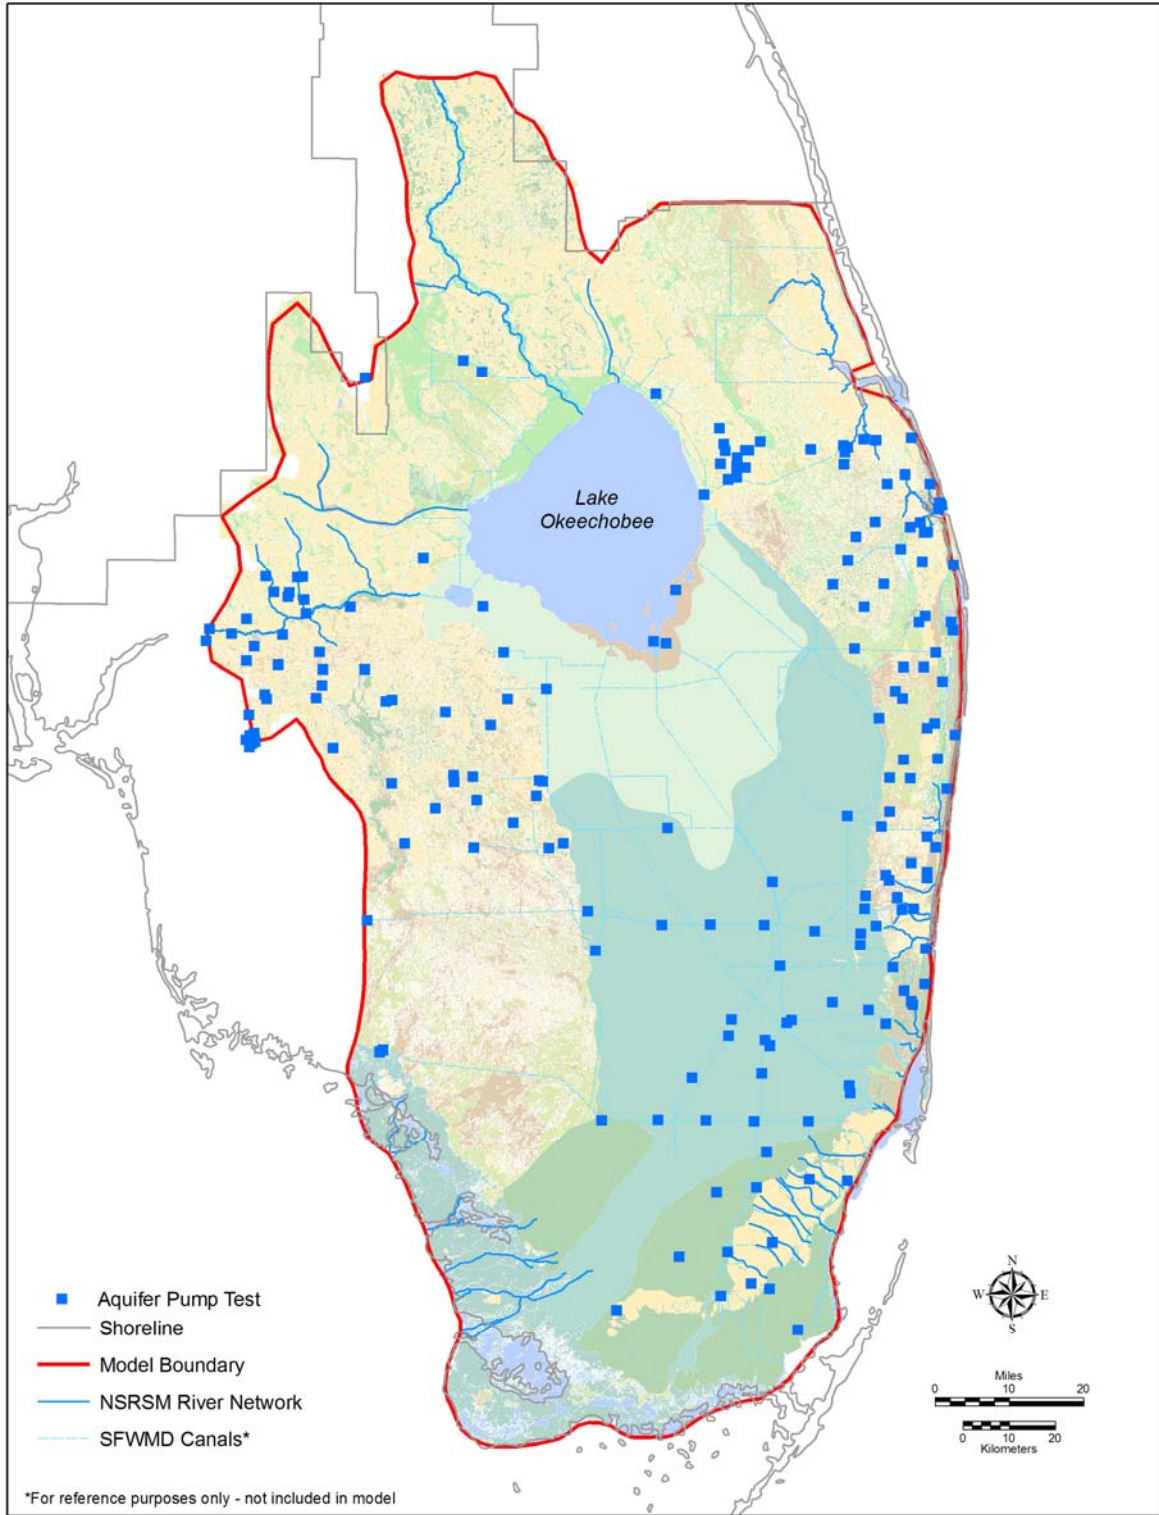 Lake
Okeechobee
Aquifer Pump Test
Shoreline
Model Boundary
NSRSM River Network
SFWMD Canals*
*For reference purposes only - not included in model
N
W E
S
Miles
0 10 20
0 10 20
Kilometers